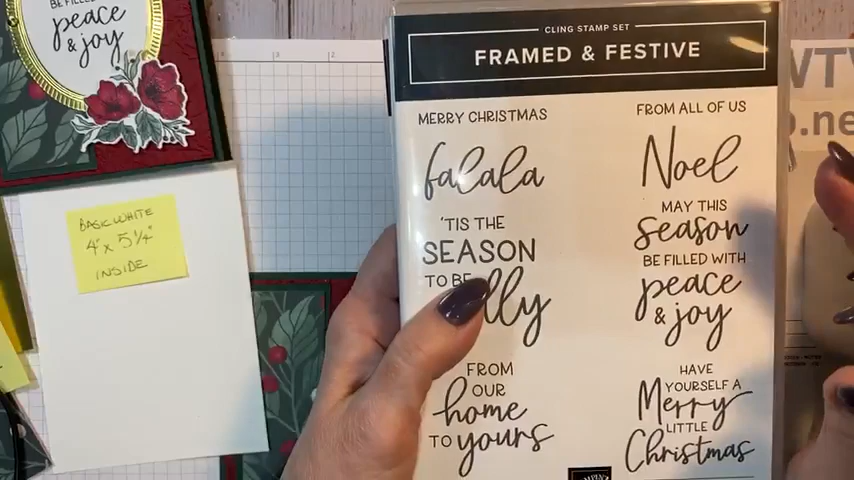 BE FILLED
peace
& joy
BASIC WHITE
4" x 5 1/4"
INSIDE
CLING STAMP SET
FRAMED & FESTIVE
MERRY CHRISTMAS
falala
'TIS THE
SEASON
TO BE
FROM
OUR
home
TO yours
FROM ALL OF US
Noel
MAY THIS
season
BE FILLED WITH
peace
& joy
HAVE
YOURSELF A
Merry
LITTLE
Christmas